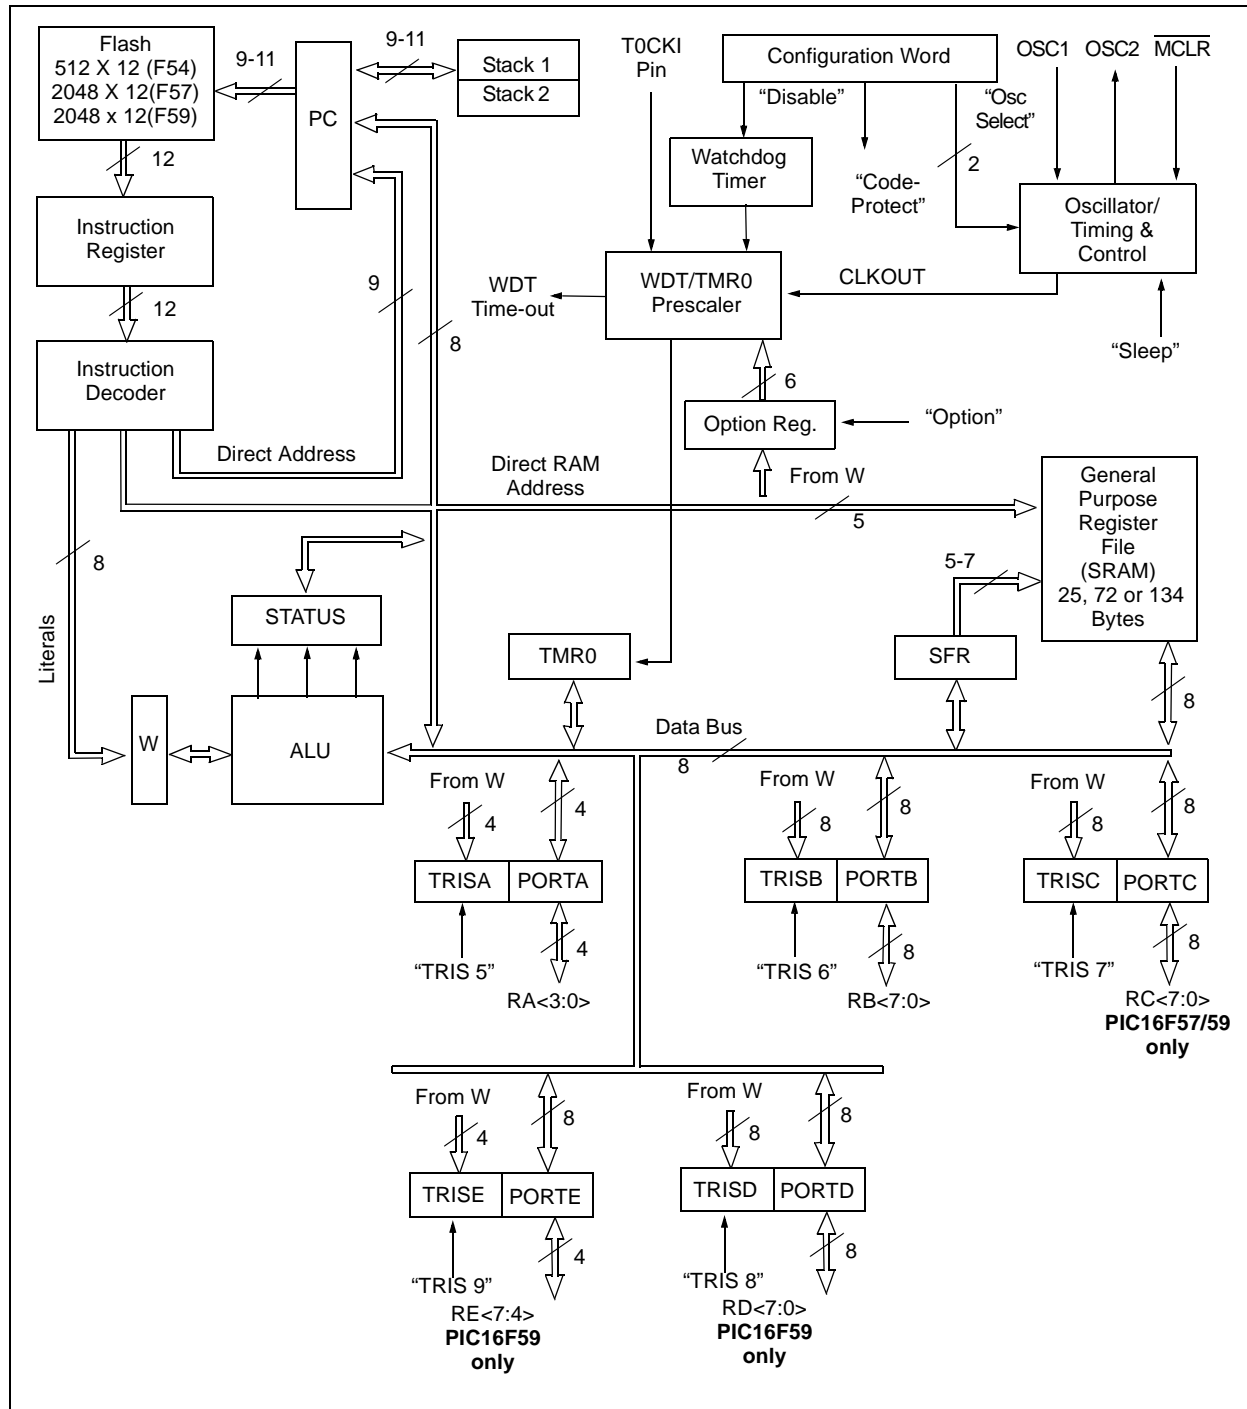 Flash
512 X 12 (F54)
2048 X 12(F57)
2048 x 12(F59)
9-11
PC
9-11
Stack 1
Stack 2
T0CKI
Pin
Configuration Word
OSC1
OSC2
MCLR
“Disable”
“Osc
Select”
12
Watchdog
Timer
2
“Code-
Protect”
Instruction
Register
Oscillator/
Timing &
Control
9
WDT
Time-out
WDT/TMR0
Prescaler
CLKOUT
12
8
“Sleep”
Instruction
Decoder
6
Option Reg.
“Option”
Direct Address
Direct RAM
Address
From W
5
General
Purpose
Register
File
(SRAM)
25, 72 or 134
Bytes
8
5-7
STATUS
Literals
TMR0
SFR
8
W
ALU
Data Bus
8
From W
4
4
From W
8
8
From W
8
8
TRISA
PORTA
TRISB
PORTB
TRISC
PORTC
4
8
8
“TRIS 5”
“TRIS 6”
“TRIS 7”
RA<3:0>
RB<7:0>
RC<7:0>
PIC16F57/59
only
From W
4
8
From W
8
8
TRISE
PORTE
TRISD
PORTD
4
8
“TRIS 9”
“TRIS 8”
RE<7:4>
PIC16F59
only
RD<7:0>
PIC16F59
only